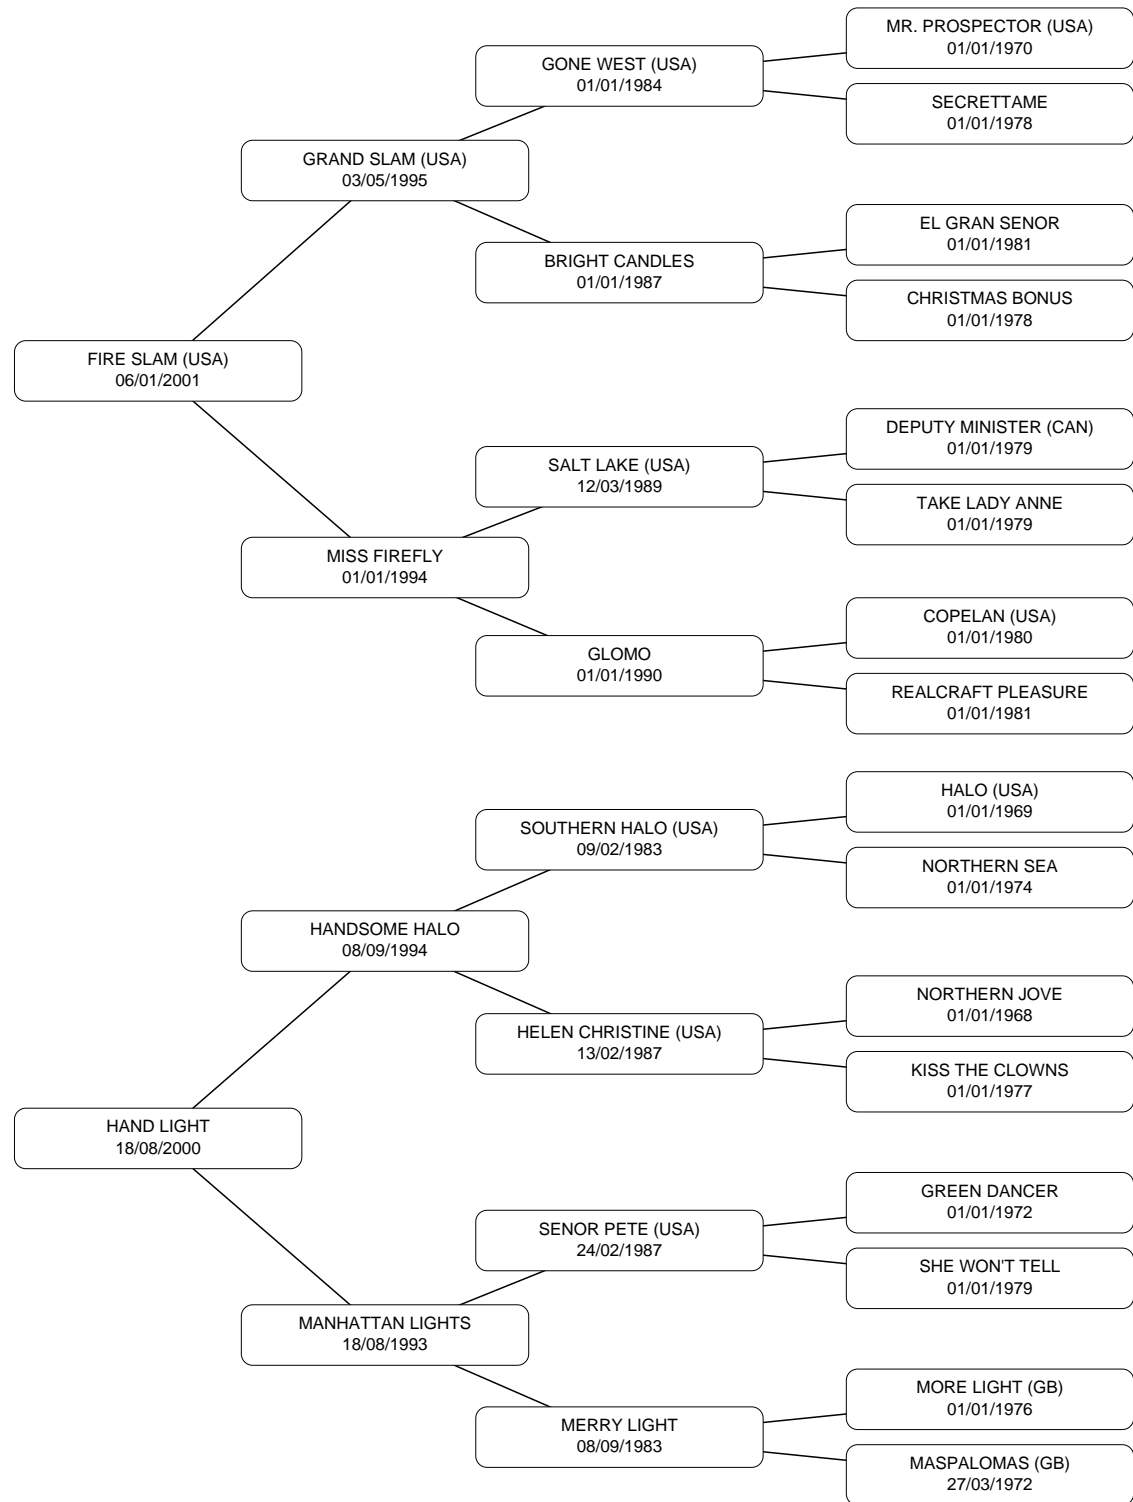 MR. PROSPECTOR (USA)
01/01/1970
GONE WEST (USA)
01/01/1984
SECRETTAME
01/01/1978
GRAND SLAM (USA)
03/05/1995
EL GRAN SENOR
01/01/1981
BRIGHT CANDLES
01/01/1987
CHRISTMAS BONUS
01/01/1978
FIRE SLAM (USA)
06/01/2001
DEPUTY MINISTER (CAN)
01/01/1979
SALT LAKE (USA)
12/03/1989
TAKE LADY ANNE
01/01/1979
MISS FIREFLY
01/01/1994
COPELAN (USA)
01/01/1980
GLOMO
01/01/1990
REALCRAFT PLEASURE
01/01/1981
HALO (USA)
01/01/1969
SOUTHERN HALO (USA)
09/02/1983
NORTHERN SEA
01/01/1974
HANDSOME HALO
08/09/1994
NORTHERN JOVE
01/01/1968
HELEN CHRISTINE (USA)
13/02/1987
KISS THE CLOWNS
01/01/1977
HAND LIGHT
18/08/2000
GREEN DANCER
01/01/1972
SENOR PETE (USA)
24/02/1987
SHE WON'T TELL
01/01/1979
MANHATTAN LIGHTS
18/08/1993
MORE LIGHT (GB)
01/01/1976
MERRY LIGHT
08/09/1983
MASPALOMAS (GB)
27/03/1972